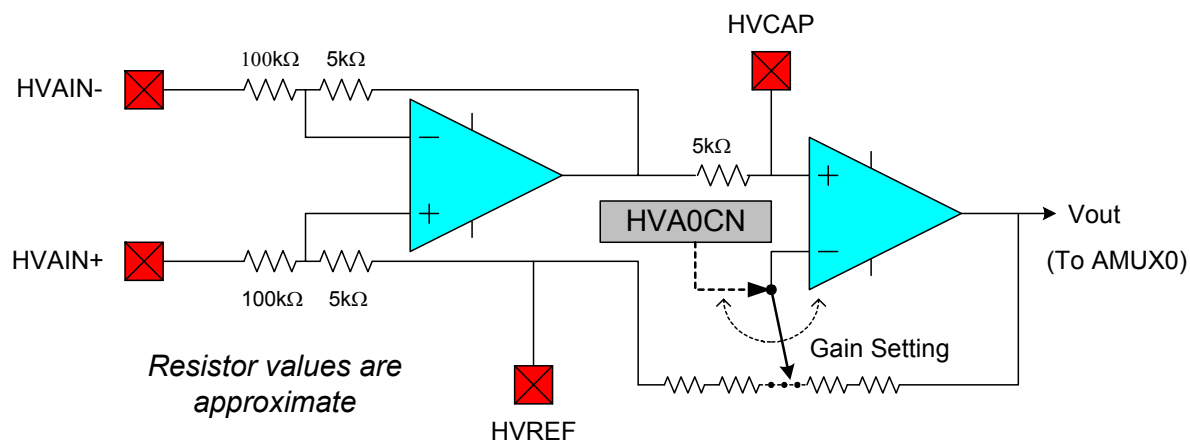 HVCAP
100kΩ
5kΩ
HVAIN-
5kΩ
HVA0CN
Vout
(To AMUX0)
HVAIN+
100kΩ
5kΩ
Gain Setting
Resistor values are
approximate
HVREF